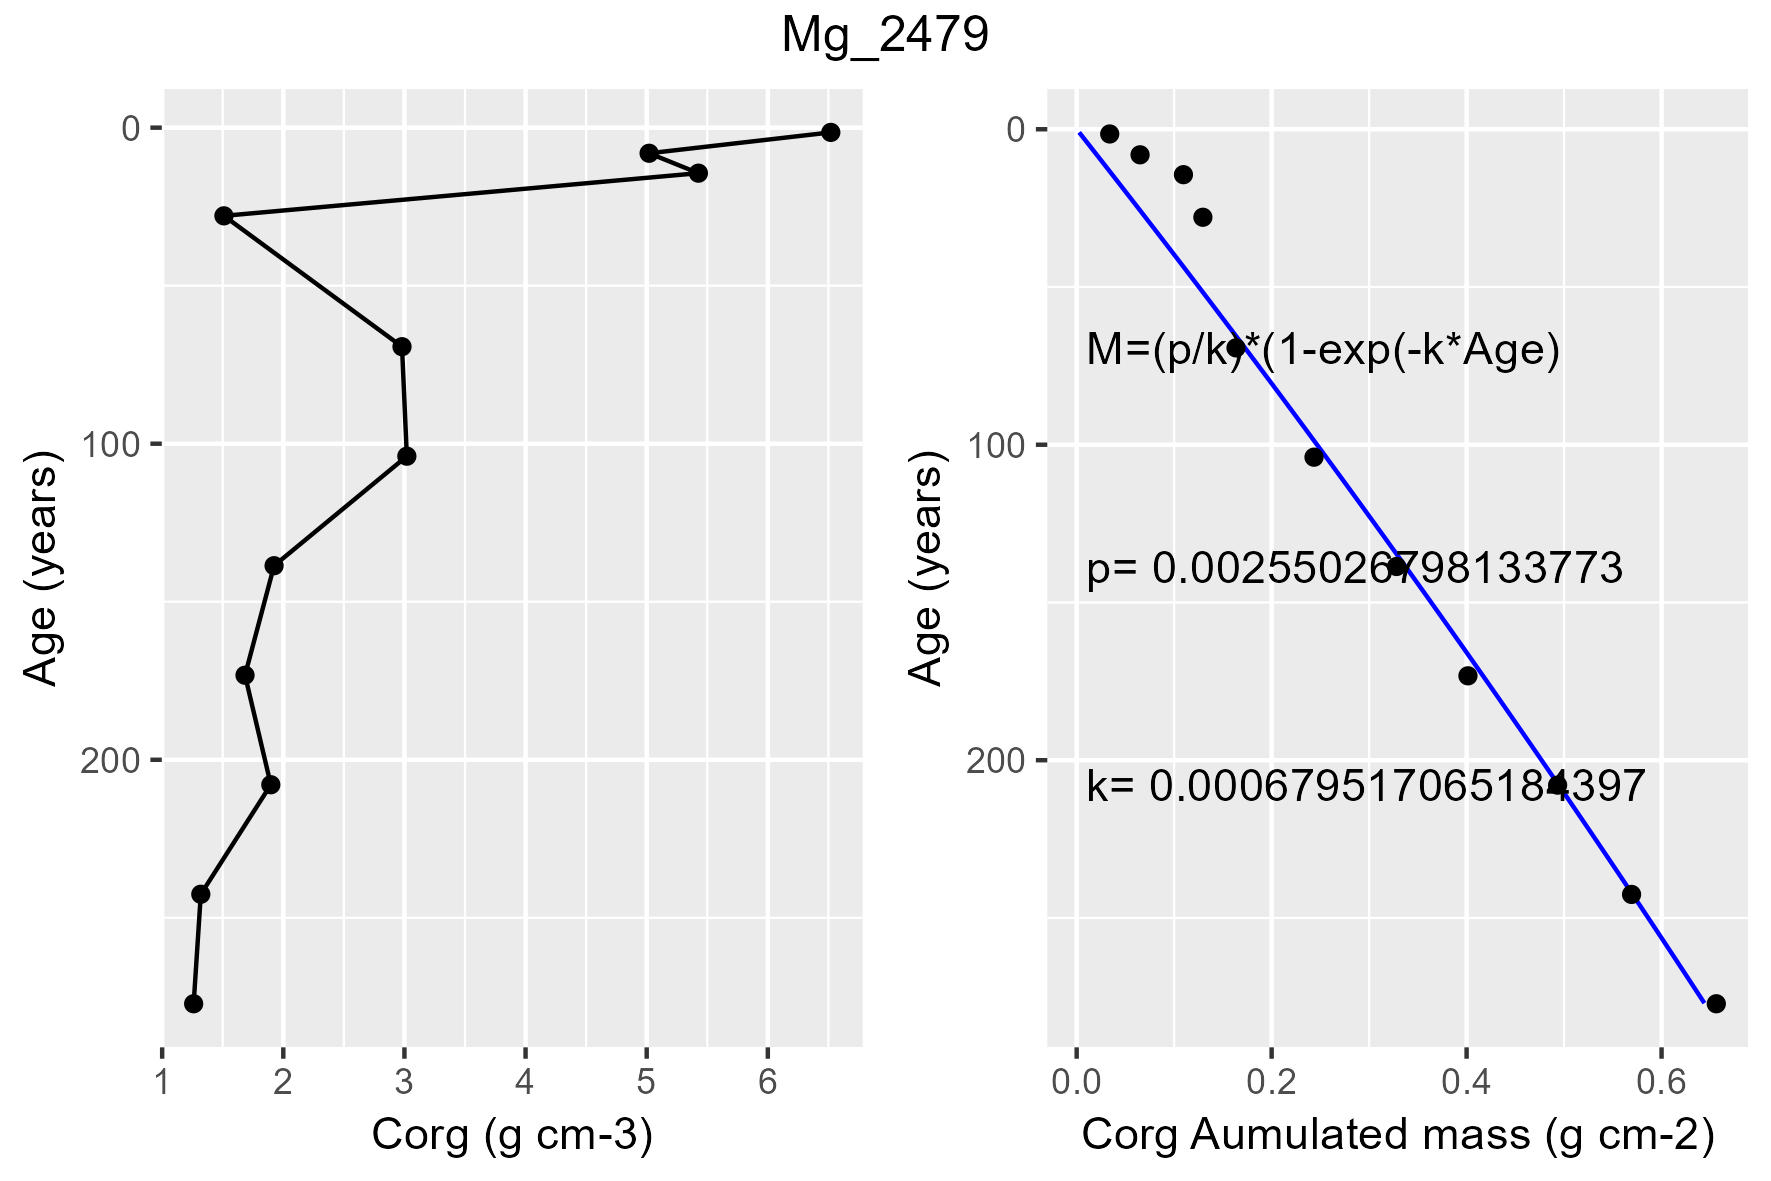 Mg_2479
0
100
200
Age (years)
1 2 3 4 5 6
Corg (g cm-3)
0
100
200
Age (years)
M=(p/k)*(1-exp(-k*Age)
p= 0.00255026798133773
k= 0.000679517065184397
0.0 0.2 0.4 0.6
Corg Aumulated mass (g cm-2)